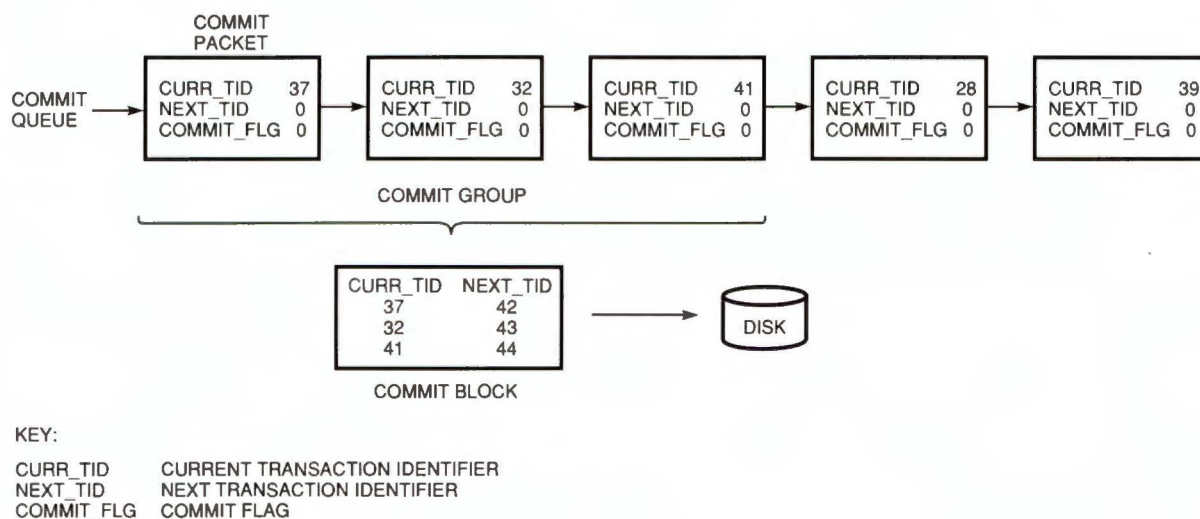 COMMIT
PACKET
COMMIT
QUEUE
CURR_TID 37
NEXT_TID 0
COMMIT_FLG 0
CURR_TID 32
NEXT_TID 0
COMMIT_FLG 0
CURR_TID 41
NEXT_TID 0
COMMIT_FLG 0
CURR_TID 28
NEXT_TID 0
COMMIT_FLG 0
CURR_TID 39
NEXT_TID 0
COMMIT_FLG 0
COMMIT GROUP
CURR_TID NEXT_TID
37 42
32 43
41 44
DISK
COMMIT BLOCK
KEY:
CURR_TID CURRENT TRANSACTION IDENTIFIER
NEXT_TID NEXT TRANSACTION IDENTIFIER
COMMIT_FLG COMMIT FLAG